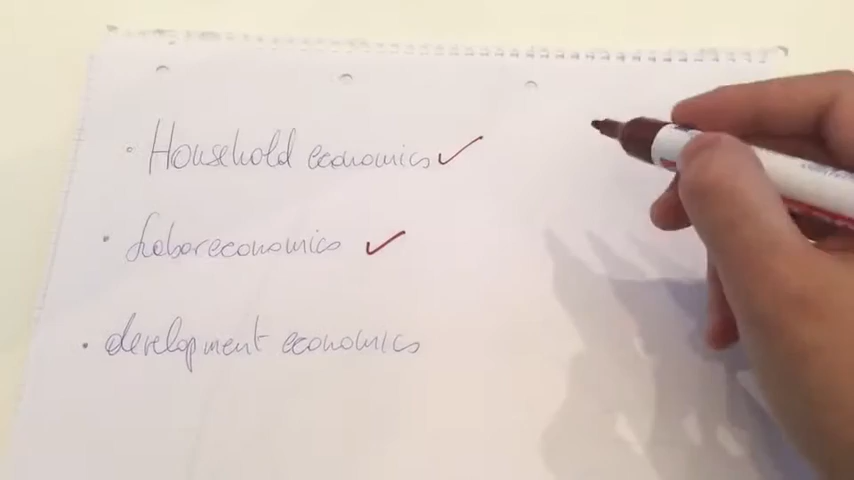 Household economics ✓
Laboreconomics ✓
development economics